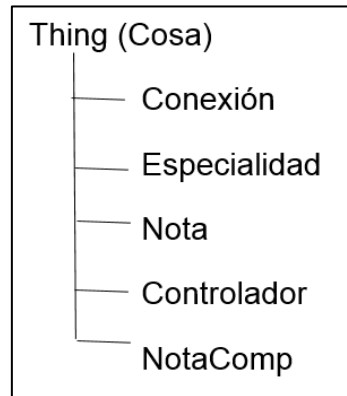 Thing (Cosa)
Conexión
Especialidad
Nota
Controlador
NotaComp